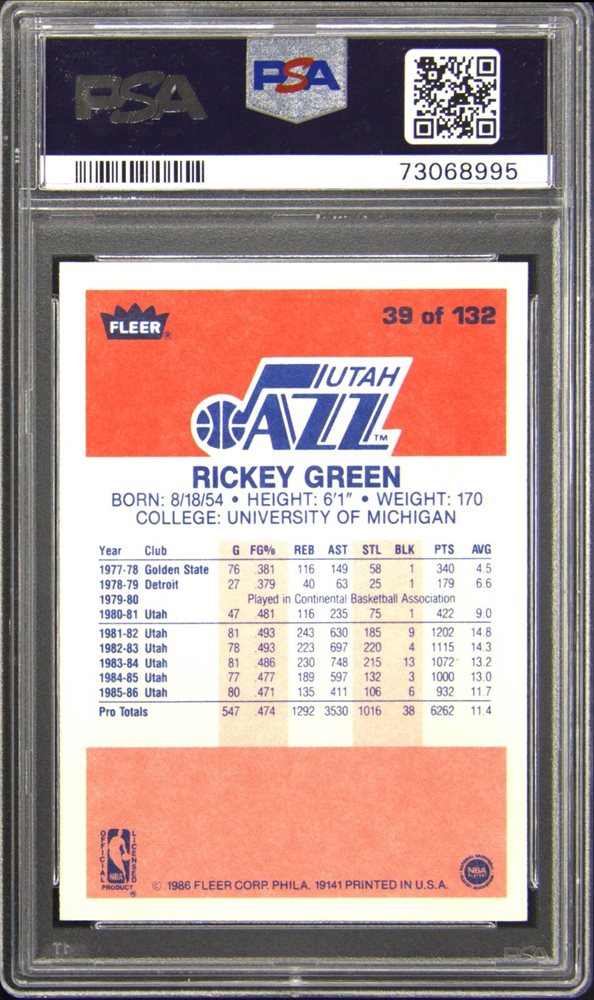 PSA PSA
73068995
FLEER ®
39 of 132
UTAH
JAZZ ™
RICKEY GREEN
BORN: 8/18/54 • HEIGHT: 6'1" • WEIGHT: 170
COLLEGE: UNIVERSITY OF MICHIGAN
Year Club G FG% REB AST STL BLK PTS AVG
1977-78 Golden State 76 .381 116 149 58 1 340 4.5
1978-79 Detroit 27 .379 40 63 25 1 179 6.6
1979-80 Played in Continental Basketball Association
1980-81 Utah 47 .481 116 235 75 1 422 9.0
1981-82 Utah 81 .493 243 630 185 9 1202 14.8
1982-83 Utah 78 .493 223 697 220 4 1115 14.3
1983-84 Utah 81 .486 230 748 215 13 1072 13.2
1984-85 Utah 77 .477 189 597 132 3 1000 13.0
1985-86 Utah 80 .471 135 411 106 6 932 11.7
Pro Totals 547 .474 1292 3530 1016 38 6262 11.4
OFFICIAL LICENSED
NBA
PRODUCT ®
© 1986 FLEER CORP. PHILA. 19141 PRINTED IN U.S.A.
NBA
PLAYERS
PSA